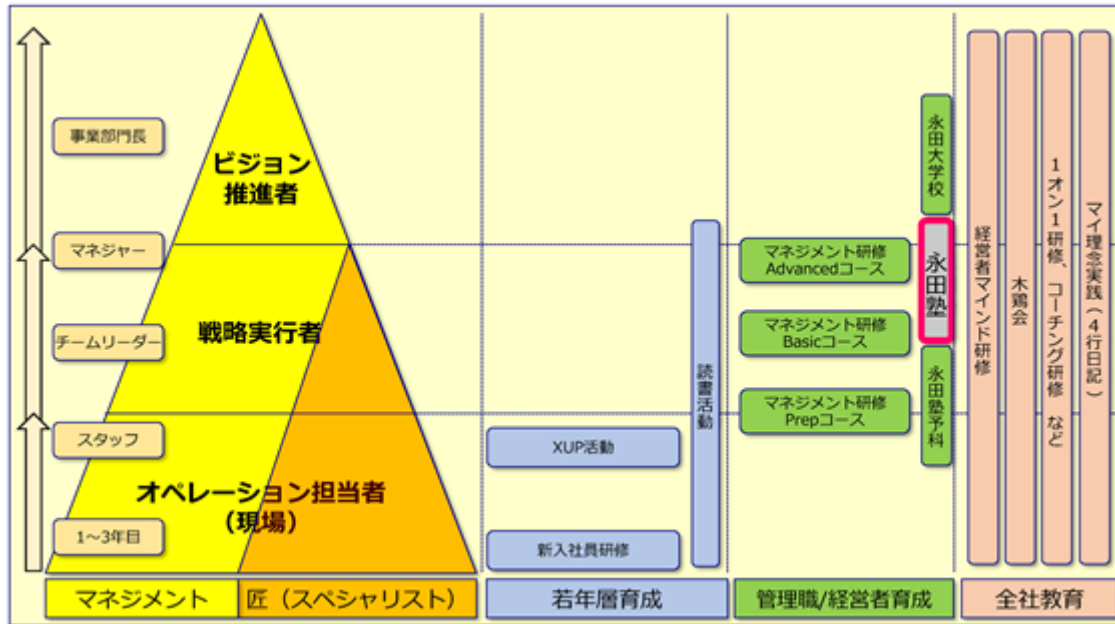 事業部門長
マネジャー
チームリーダー
スタッフ
1～3年目
ビジョン
推進者
戦略実行者
オペレーション担当者
（現場）
マネジメント
匠（スペシャリスト）
XUP活動
新入社員研修
読書活動
若年層育成
マネジメント研修
Advancedコース
マネジメント研修
Basicコース
マネジメント研修
Prepコース
永田大学校
永田塾
永田塾予科
管理職/経営者育成
経営者マインド研修
木鶏会
1オン1研修、コーチング研修 など
マイ理念実践（4行日記）
全社教育